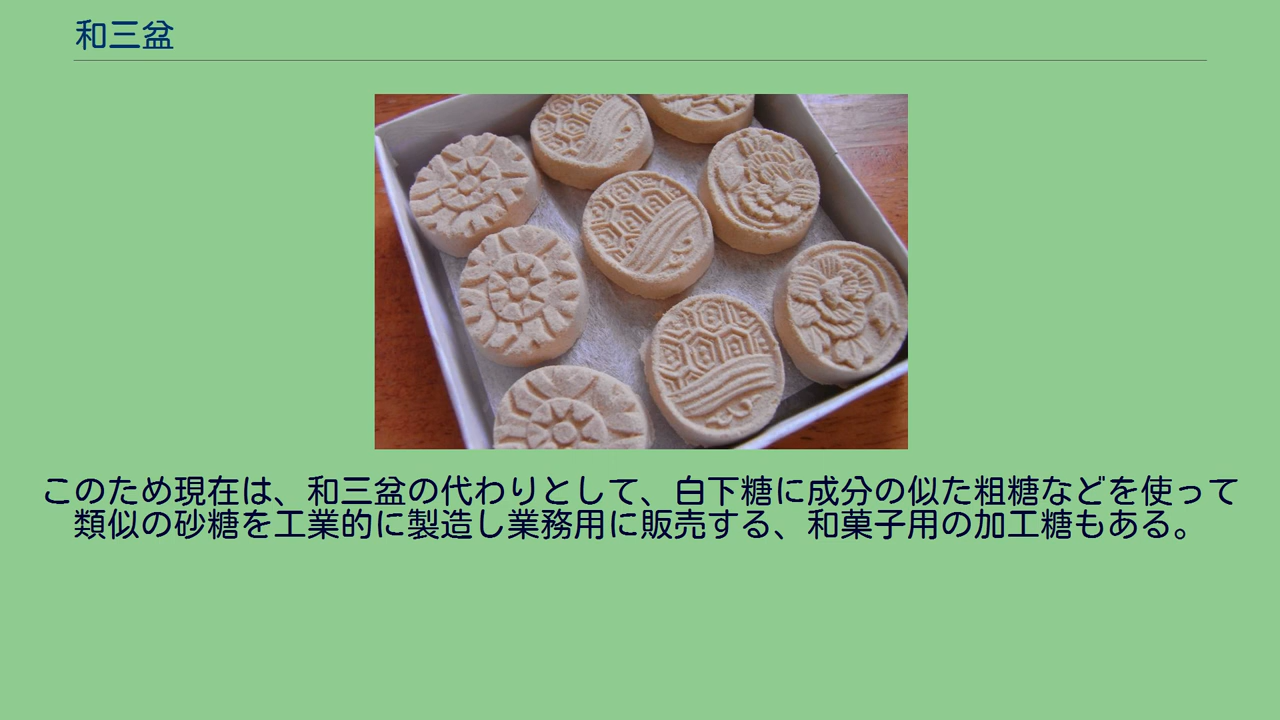 和三盆
このため現在は、和三盆の代わりとして、白下糖に成分の似た粗糖などを使って
類似の砂糖を工業的に製造し業務用に販売する、和菓子用の加工糖もある。